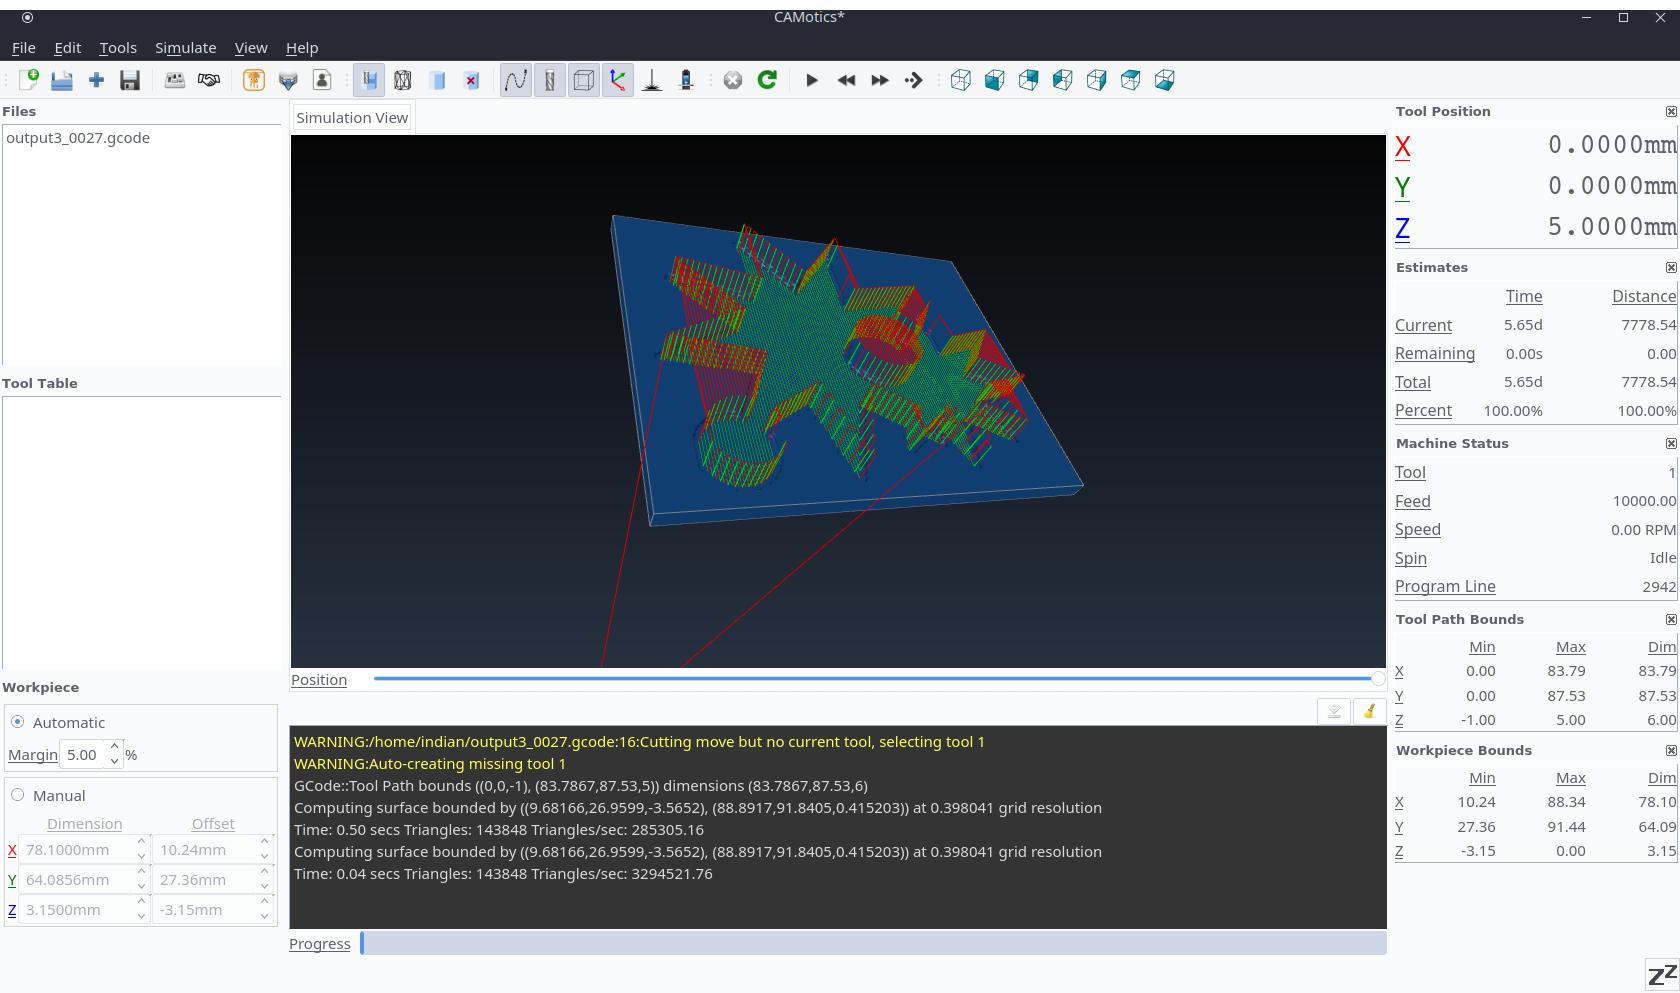 CAMotics*
File Edit Tools Simulate View Help
Files
output3_0027.gcode
Tool Table
Workpiece
Automatic
Margin 5.00 %
Manual
Dimension Offset
X 78.1000mm 10.24mm
Y 64.0856mm 27.36mm
Z 3.1500mm -3.15mm
Simulation View
Position
WARNING:/home/indian/output3_0027.gcode:16:Cutting move but no current tool, selecting tool 1
WARNING:Auto-creating missing tool 1
GCode::Tool Path bounds ((0,0,-1), (83.7867,87.53,5)) dimensions (83.7867,87.53,6)
Computing surface bounded by ((9.68166,26.9599,-3.5652), (88.8917,91.8405,0.415203)) at 0.398041 grid resolution
Time: 0.50 secs Triangles: 143848 Triangles/sec: 285305.16
Computing surface bounded by ((9.68166,26.9599,-3.5652), (88.8917,91.8405,0.415203)) at 0.398041 grid resolution
Time: 0.04 secs Triangles: 143848 Triangles/sec: 3294521.76
Progress
Tool Position
X 0.0000mm
Y 0.0000mm
Z 5.0000mm
Estimates
Time Distance
Current 5.65d 7778.54
Remaining 0.00s 0.00
Total 5.65d 7778.54
Percent 100.00% 100.00%
Machine Status
Tool 1
Feed 10000.00
Speed 0.00 RPM
Spin Idle
Program Line 2942
Tool Path Bounds
Min Max Dim
X 0.00 83.79 83.79
Y 0.00 87.53 87.53
Z -1.00 5.00 6.00
Workpiece Bounds
Min Max Dim
X 10.24 88.34 78.10
Y 27.36 91.44 64.09
Z -3.15 0.00 3.15
zz